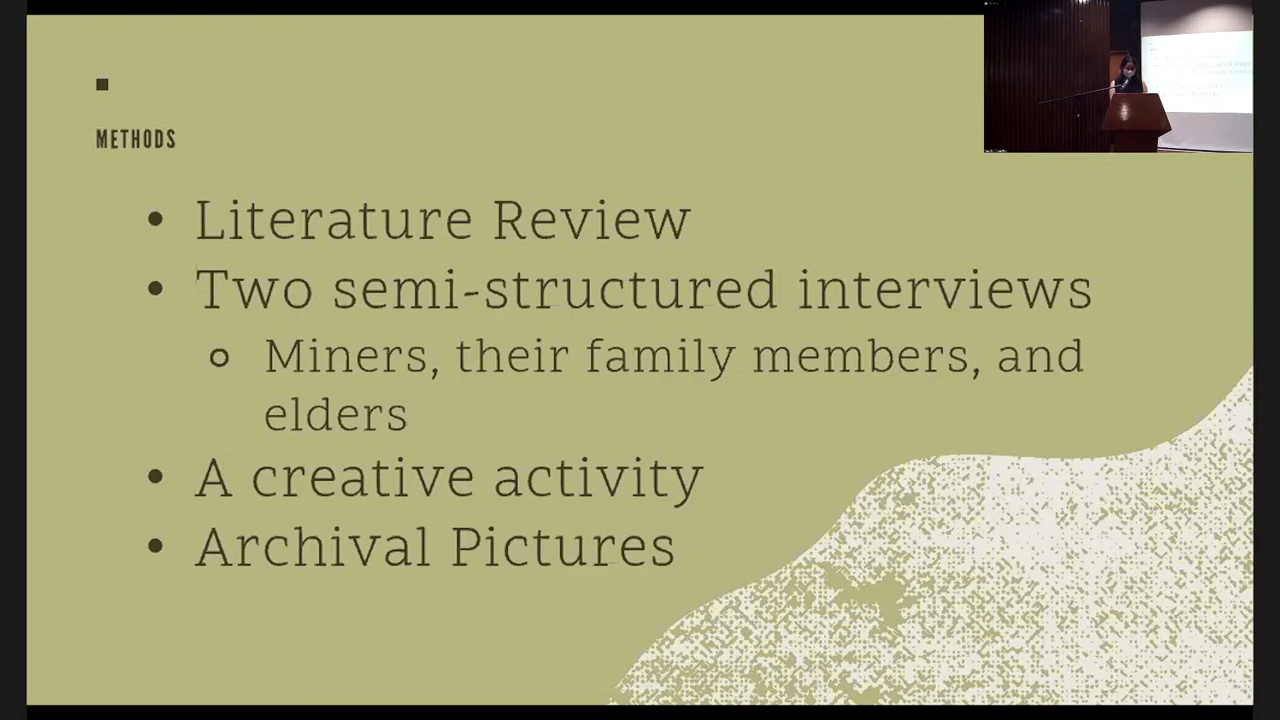 METHODS
• Literature Review
• Two semi-structured interviews
o Miners, their family members, and
elders
• A creative activity
• Archival Pictures